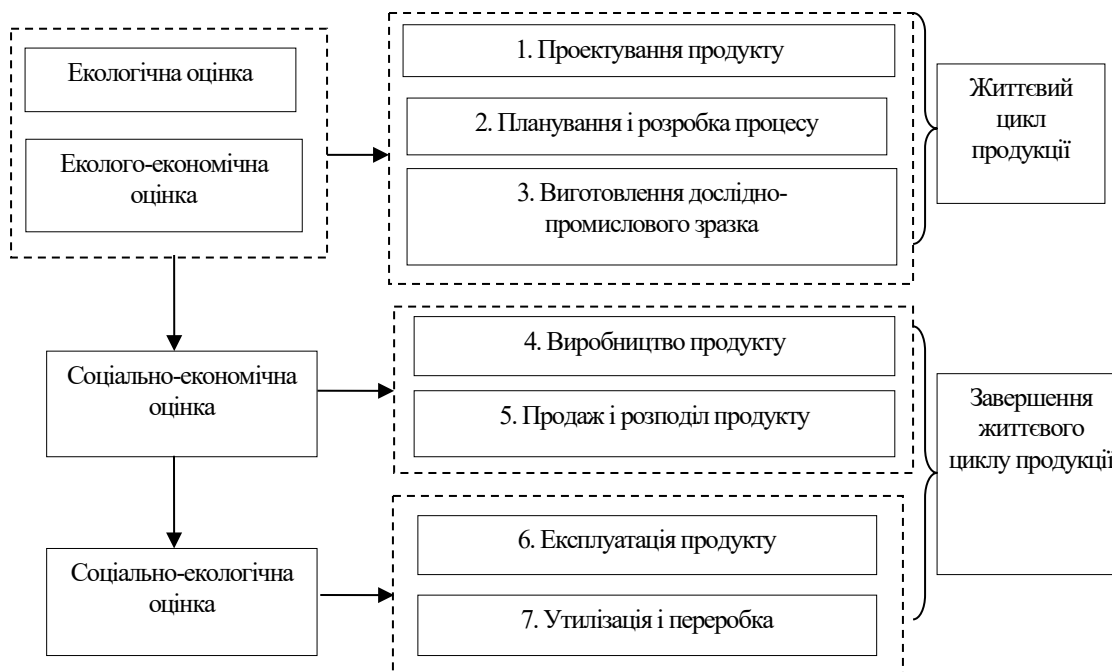 Екологічна оцінка
Еколого-економічна
оцінка
1. Проектування продукту
2. Планування і розробка процесу
3. Виготовлення дослідно-
промислового зразка
Життєвий
цикл
продукції
Соціально-економічна
оцінка
4. Виробництво продукту
5. Продаж і розподіл продукту
Завершення
життєвого
циклу продукції
Соціально-екологічна
оцінка
6. Експлуатація продукту
7. Утилізація і переробка